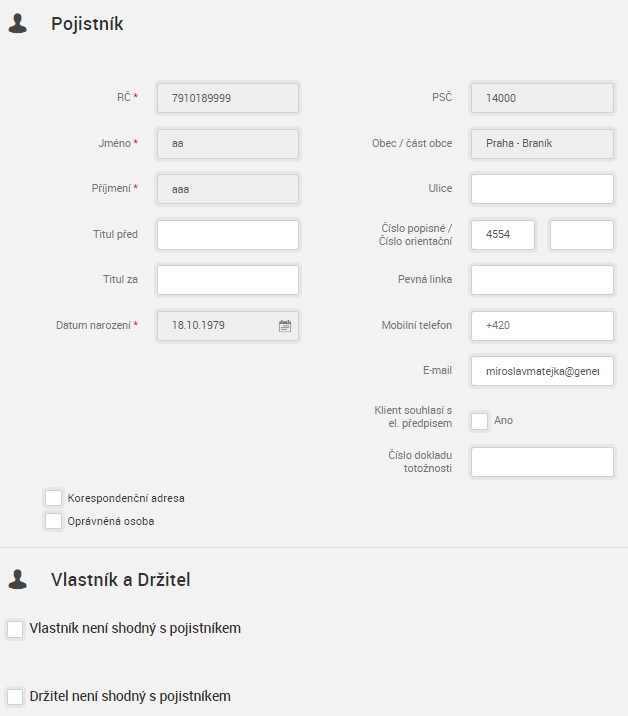 Pojistník
RČ * 7910189999
Jméno * aa
Příjmení * aaa
Titul před
Titul za
Datum narození * 18.10.1979
PSČ 14000
Obec / část obce Praha - Braník
Ulice
Číslo popisné /
Číslo orientační 4554
Pevná linka
Mobilní telefon +420
E-mail miroslavmatejka@gener
Klient souhlasí s
el. předpisem Ano
Číslo dokladu
totožnosti
Korespondenční adresa
Oprávněná osoba
Vlastník a Držitel
Vlastník není shodný s pojistníkem
Držitel není shodný s pojistníkem